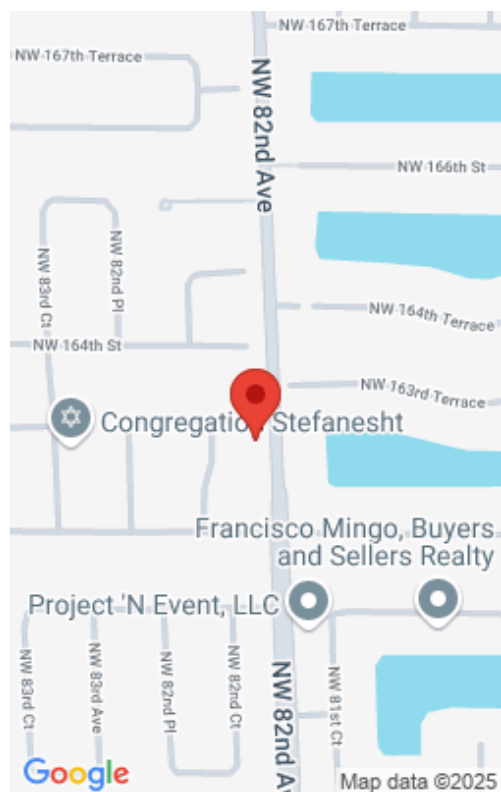 NW 167th Terrace
NW 167th Terrace
NW 82nd Ave
NW 166th St
NW 83rd Ct
NW 82nd Pl
NW 164th Terrace
NW 164th St
NW 163rd Terrace
Congregation Stefanesht
Francisco Mingo, Buyers
and Sellers Realty
Project 'N Event, LLC
NW 83rd Ct
NW 83rd Ave
NW 82nd Pl
NW 82nd Ct
NW 82nd Av
NW 81st Ct
Google
Map data ©2025